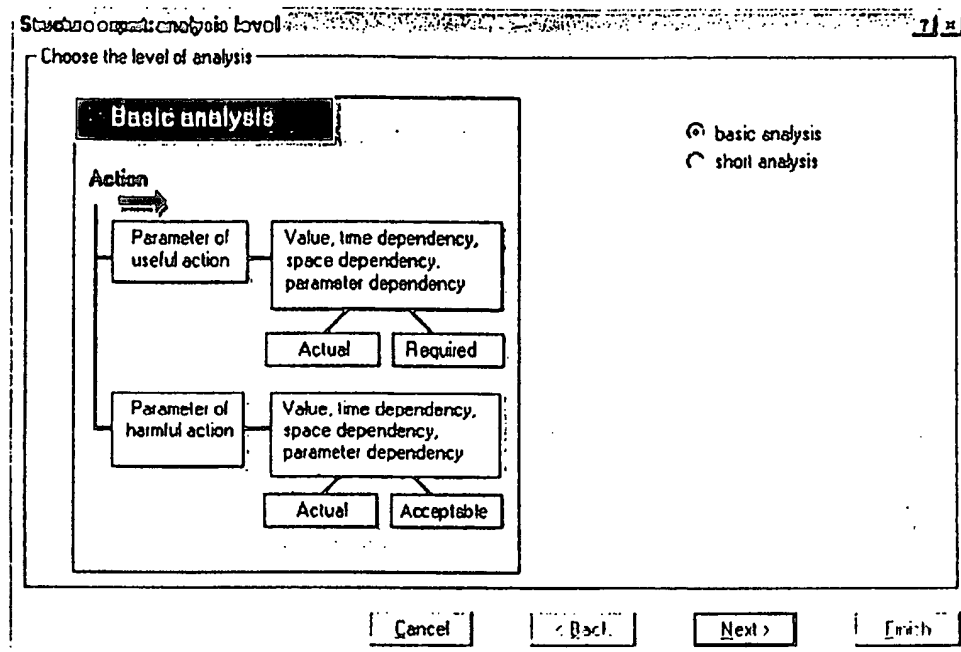 Choose the level of analysis
Basic analysis
basic analysis
short analysis
Action
Parameter of
useful action
Value, time dependency,
space dependency,
parameter dependency
Actual
Required
Parameter of
harmful action
Value, time dependency,
space dependency,
parameter dependency
Actual
Acceptable
Cancel
< Back
Next >
Finish